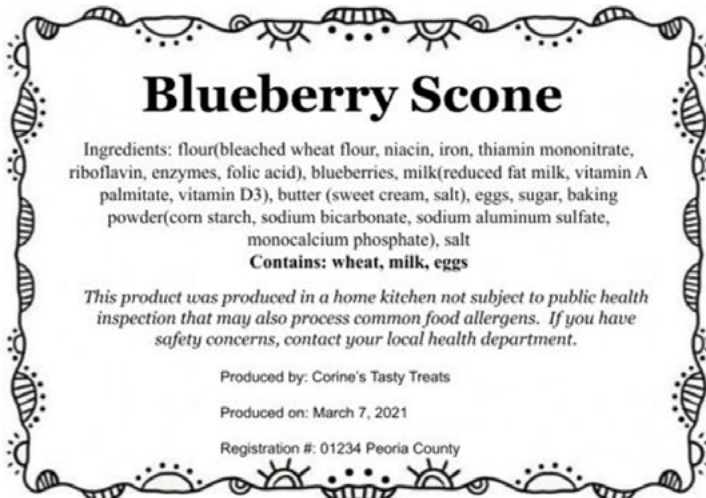 Blueberry Scone
Ingredients: flour(bleached wheat flour, niacin, iron, thiamin mononitrate,
riboflavin, enzymes, folic acid), blueberries, milk(reduced fat milk, vitamin A
palmitate, vitamin D3), butter (sweet cream, salt), eggs, sugar, baking
powder(corn starch, sodium bicarbonate, sodium aluminum sulfate,
monocalcium phosphate), salt
Contains: wheat, milk, eggs
This product was produced in a home kitchen not subject to public health
inspection that may also process common food allergens. If you have
safety concerns, contact your local health department.
Produced by: Corine's Tasty Treats
Produced on: March 7, 2021
Registration #: 01234 Peoria County